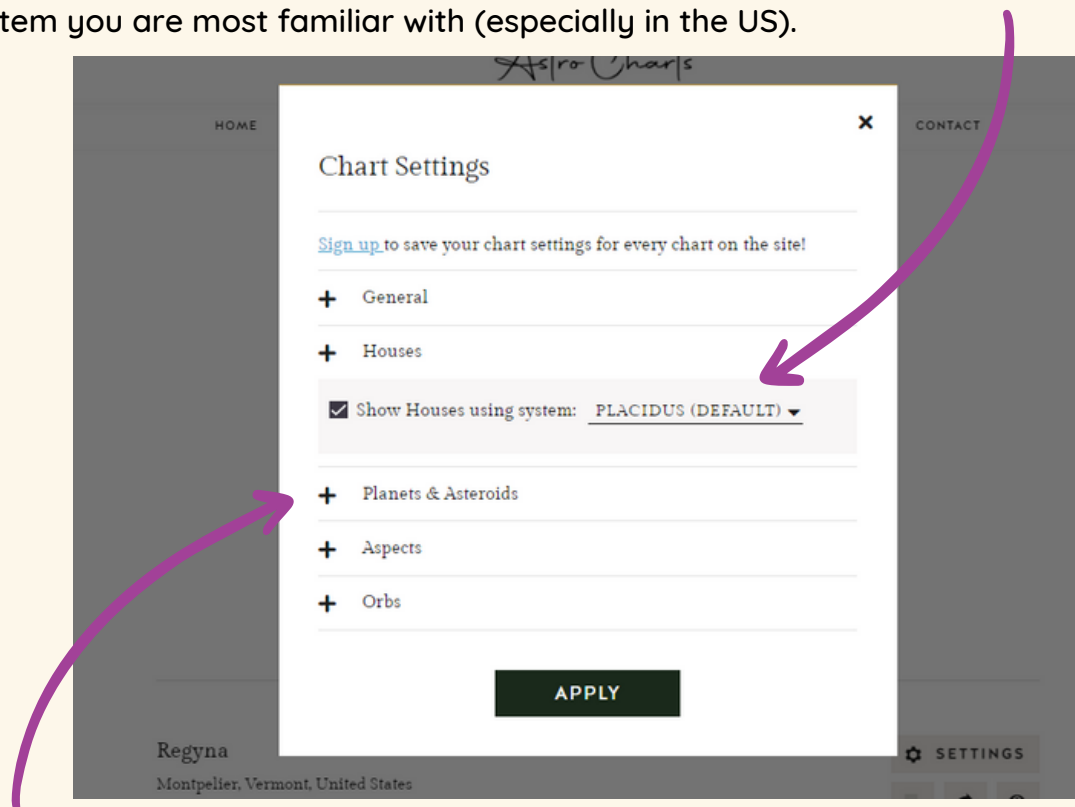 tem you are most familiar with (especially in the US).
Astro Charts
HOME
CONTACT
Chart Settings
Sign up to save your chart settings for every chart on the site!
General
Houses
Show Houses using system: PLACIDUS (DEFAULT)
Planets & Asteroids
Aspects
Orbs
APPLY
Regyna
SETTINGS
Montpelier, Vermont, United States